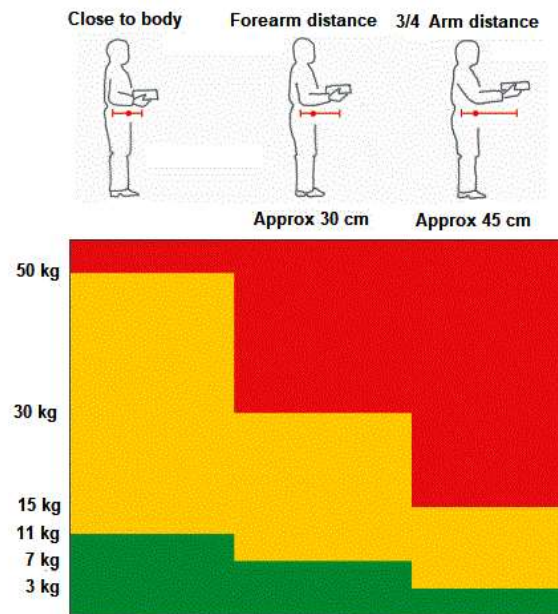 Close to body
Forearm distance
3/4 Arm distance
Approx 30 cm
Approx 45 cm
50 kg
30 kg
15 kg
11 kg
7 kg
3 kg